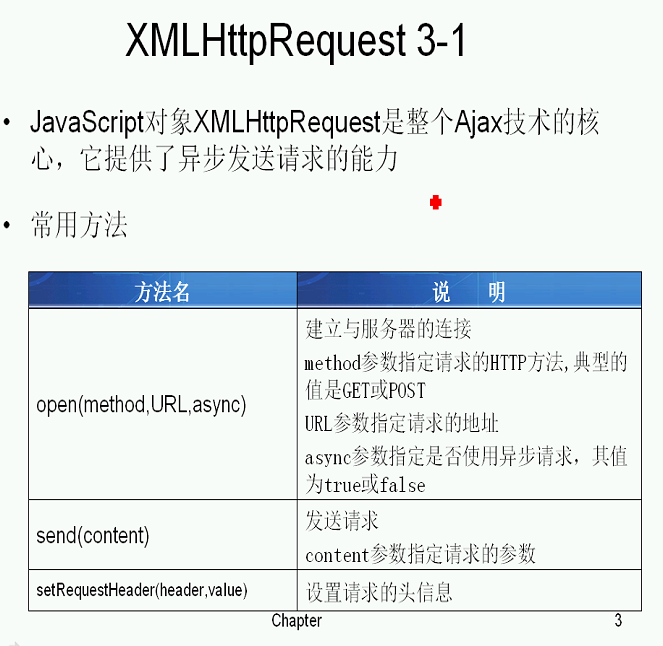 XMLHttpRequest 3-1
• JavaScript对象XMLHttpRequest是整个Ajax技术的核
心，它提供了异步发送请求的能力
• 常用方法
方法名 说 明
建立与服务器的连接
method参数指定请求的HTTP方法,典型的
值是GET或POST
open(method,URL,async)
URL参数指定请求的地址
async参数指定是否使用异步请求，其值
为true或false
send(content)
发送请求
content参数指定请求的参数
setRequestHeader(header,value) 设置请求的头信息
Chapter 3